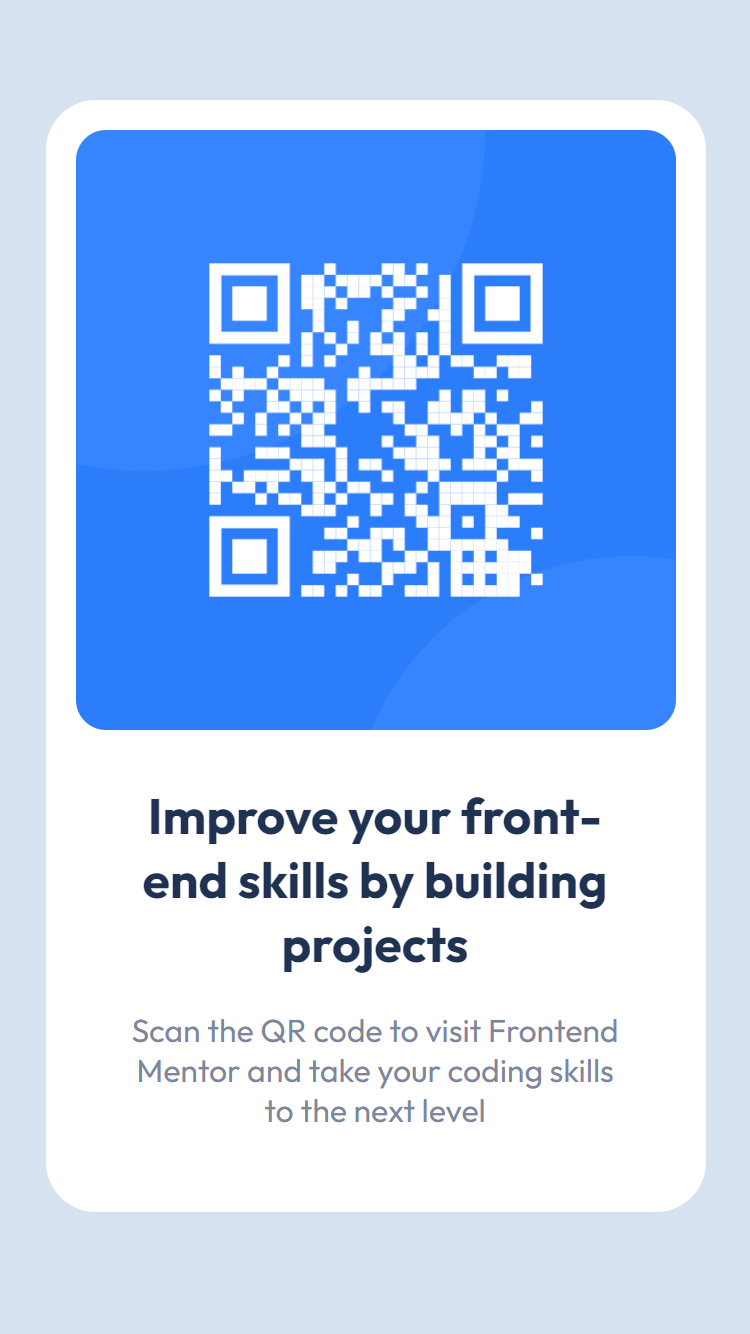 Improve your front-
end skills by building
projects
Scan the QR code to visit Frontend
Mentor and take your coding skills
to the next level